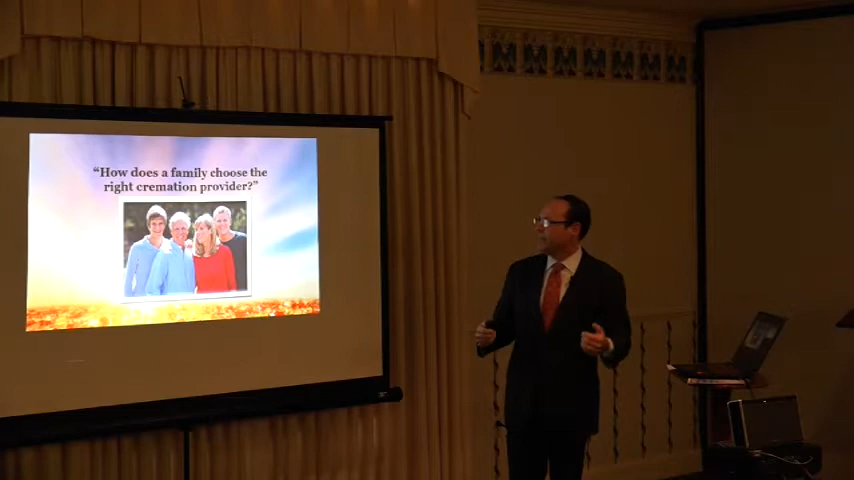 “How does a family choose the
right cremation provider?”